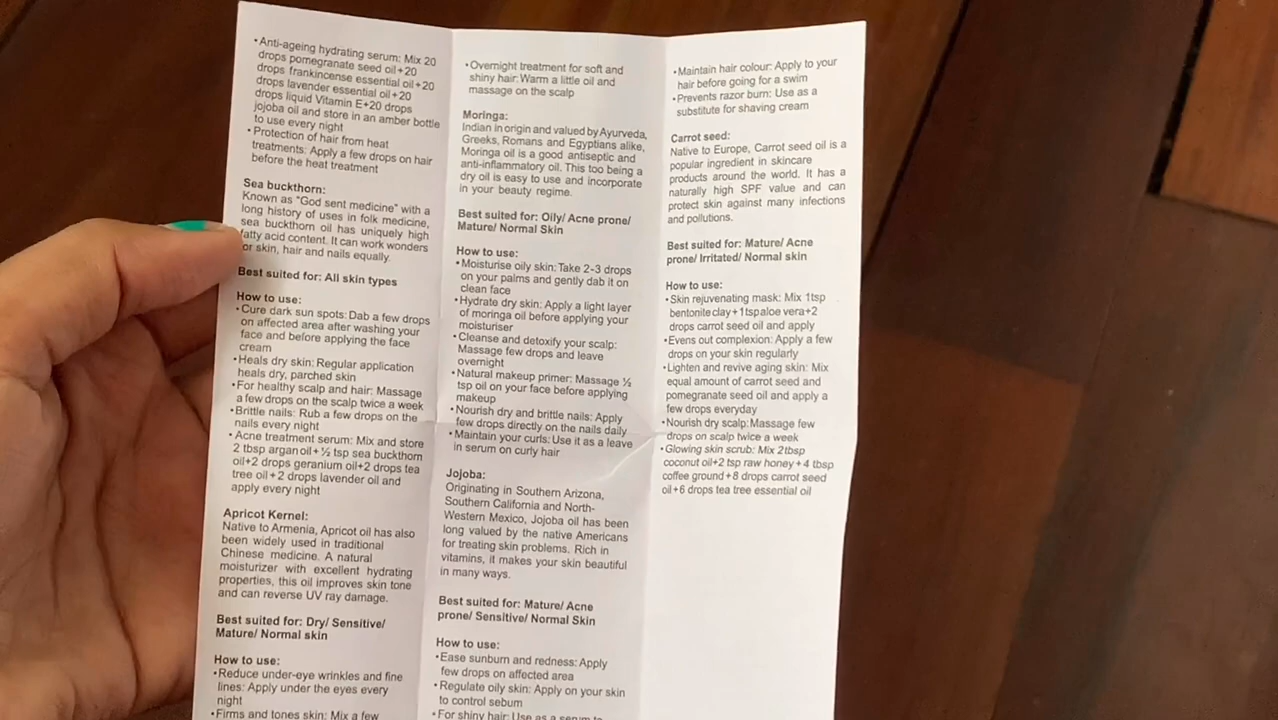 •Anti-ageing hydrating serum: Mix 20
drops pomegranate seed oil+20
drops frankincense essential oil+20
drops lavender essential oil+20
drops liquid Vitamin E+20 drops
jojoba oil and store in an amber bottle
to use every night
•Protection of hair from heat
treatments: Apply a few drops on hair
before the heat treatment
Sea buckthorn:
Known as "God sent medicine" with a
long history of uses in folk medicine,
sea buckthorn oil has uniquely high
fatty acid content. It can work wonders
or skin, hair and nails equally.
Best suited for: All skin types
How to use:
•Cure dark sun spots: Dab a few drops
on affected area after washing your
face and before applying the face
cream
•Heals dry skin: Regular application
heals dry, parched skin
•For healthy scalp and hair: Massage
a few drops on the scalp twice a week
•Brittle nails: Rub a few drops on the
nails every night
•Acne treatment serum: Mix and store
2 tbsp argan oil+½ tsp sea buckthorn
oil+2 drops geranium oil+2 drops tea
tree oil+2 drops lavender oil and
apply every night
Apricot Kernel:
Native to Armenia, Apricot oil has also
been widely used in traditional
Chinese medicine. A natural
moisturizer with excellent hydrating
properties, this oil improves skin tone
and can reverse UV ray damage.
Best suited for: Dry/ Sensitive/
Mature/ Normal skin
How to use:
•Reduce under-eye wrinkles and fine
lines: Apply under the eyes every
night
•Firms and tones skin: Mix a few
•Overnight treatment for soft and
shiny hair: Warm a little oil and
massage on the scalp
Moringa:
Indian in origin and valued by Ayurveda,
Greeks, Romans and Egyptians alike,
Moringa oil is a good antiseptic and
anti-inflammatory oil. This too being a
dry oil is easy to use and incorporate
in your beauty regime.
Best suited for: Oily/ Acne prone/
Mature/ Normal Skin
How to use:
•Moisturise oily skin: Take 2-3 drops
on your palms and gently dab it on
clean face
•Hydrate dry skin: Apply a light layer
of moringa oil before applying your
moisturiser
•Cleanse and detoxify your scalp:
Massage few drops and leave
overnight
•Natural makeup primer: Massage ½
tsp oil on your face before applying
makeup
•Nourish dry and brittle nails: Apply
few drops directly on the nails daily
•Maintain your curls: Use it as a leave
in serum on curly hair
Jojoba:
Originating in Southern Arizona,
Southern California and North-
Western Mexico, Jojoba oil has been
long valued by the native Americans
for treating skin problems. Rich in
vitamins, it makes your skin beautiful
in many ways.
Best suited for: Mature/ Acne
prone/ Sensitive/ Normal Skin
How to use:
•Ease sunburn and redness: Apply
few drops on affected area
•Regulate oily skin: Apply on your skin
to control sebum
•For shiny hair: Use as a serum to
•Maintain hair colour: Apply to your
hair before going for a swim
•Prevents razor burn: Use as a
substitute for shaving cream
Carrot seed:
Native to Europe, Carrot seed oil is a
popular ingredient in skincare
products around the world. It has a
naturally high SPF value and can
protect skin against many infections
and pollutions.
Best suited for: Mature/ Acne
prone/ Irritated/ Normal skin
How to use:
•Skin rejuvenating mask: Mix 1tsp
bentonite clay+1tsp aloe vera+2
drops carrot seed oil and apply
•Evens out complexion: Apply a few
drops on your skin regularly
•Lighten and revive aging skin: Mix
equal amount of carrot seed and
pomegranate seed oil and apply a
few drops everyday
•Nourish dry scalp: Massage few
drops on scalp twice a week
•Glowing skin scrub: Mix 2tbsp
coconut oil+2 tsp raw honey+4 tbsp
coffee ground+8 drops carrot seed
oil+6 drops tea tree essential oil